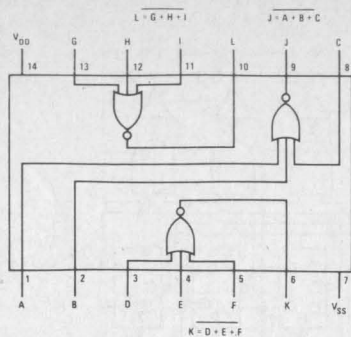 L = G + H + I
J = A + B + C
V_DD G H I L J C
14 13 12 11 10 9 8
1 2 3 4 5 6 7
A B D E F K V_SS
K = D + E + F